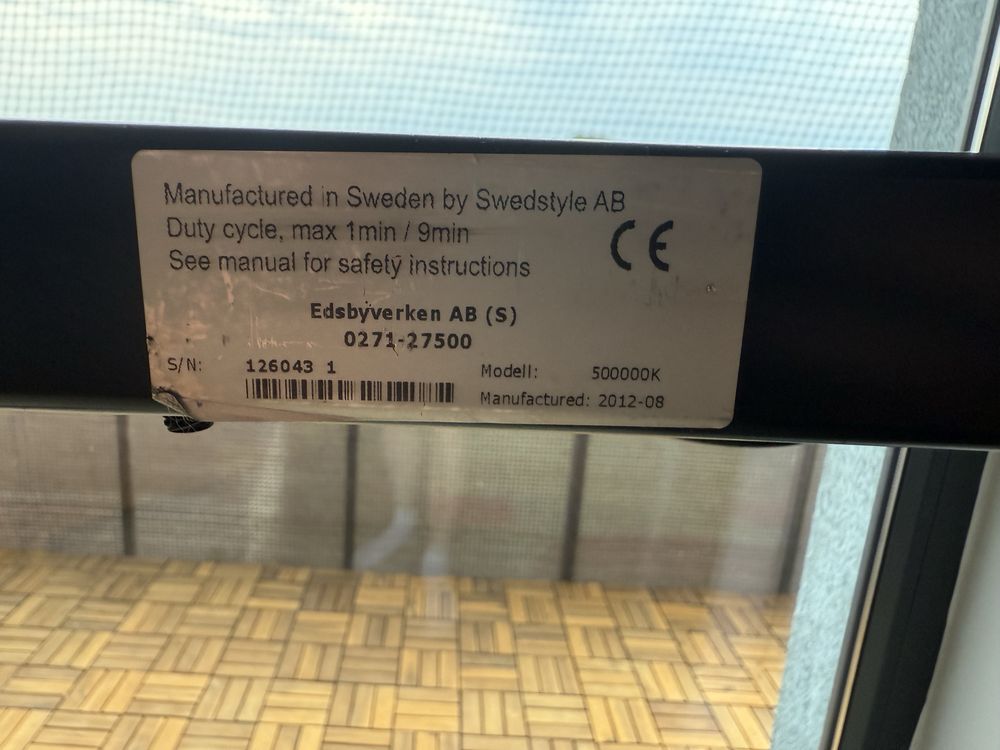 Manufactured in Sweden by Swedstyle AB
Duty cycle, max 1min / 9min
See manual for safety instructions
CE
Edsbyverken AB (S)
0271-27500
S/N: 126043 1
Modell: 500000K
Manufactured: 2012-08